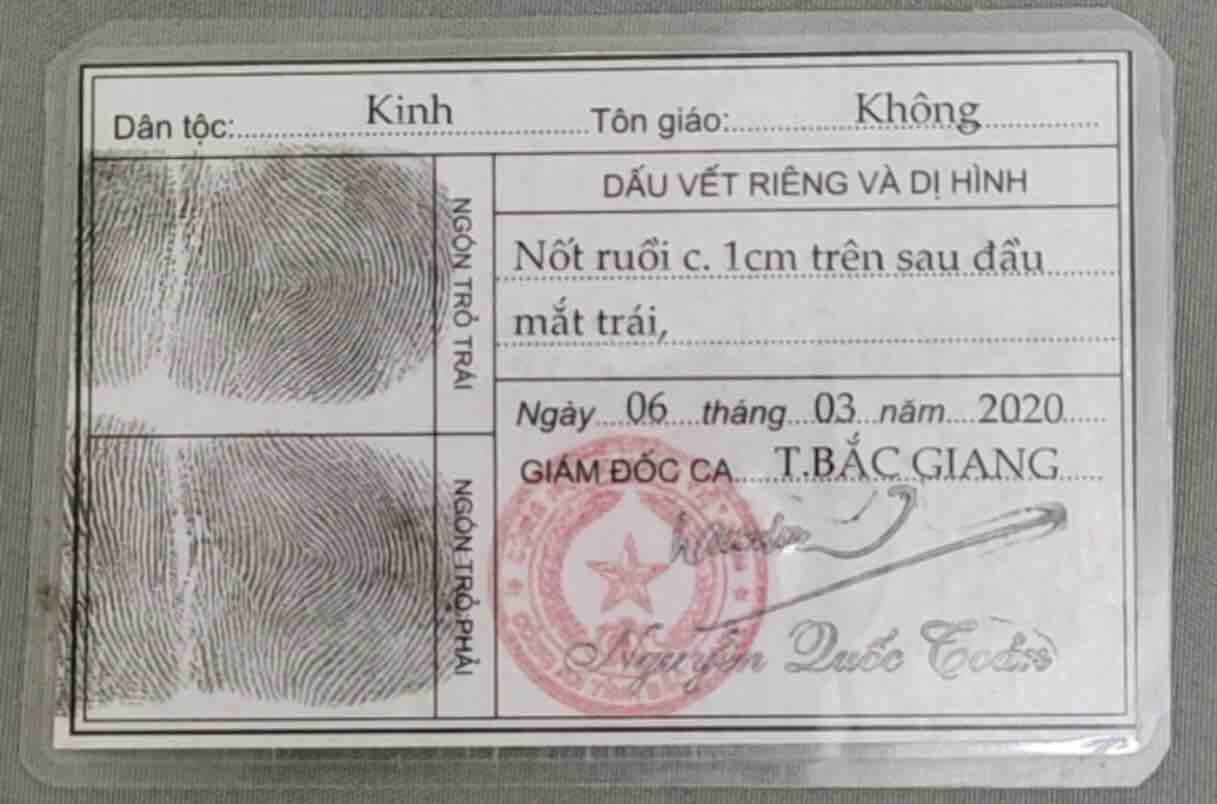 Dân tộc: Kinh Tôn giáo: Không
NGÓN TRỎ TRÁI
DẤU VẾT RIÊNG VÀ DỊ HÌNH
Nốt ruồi c. 1cm trên sau đầu
mắt trái,
Ngày 06 tháng 03 năm 2020
GIÁM ĐỐC CA T.BẮC GIANG
NGÓN TRỎ PHẢI
Nguyễn Quốc Toản